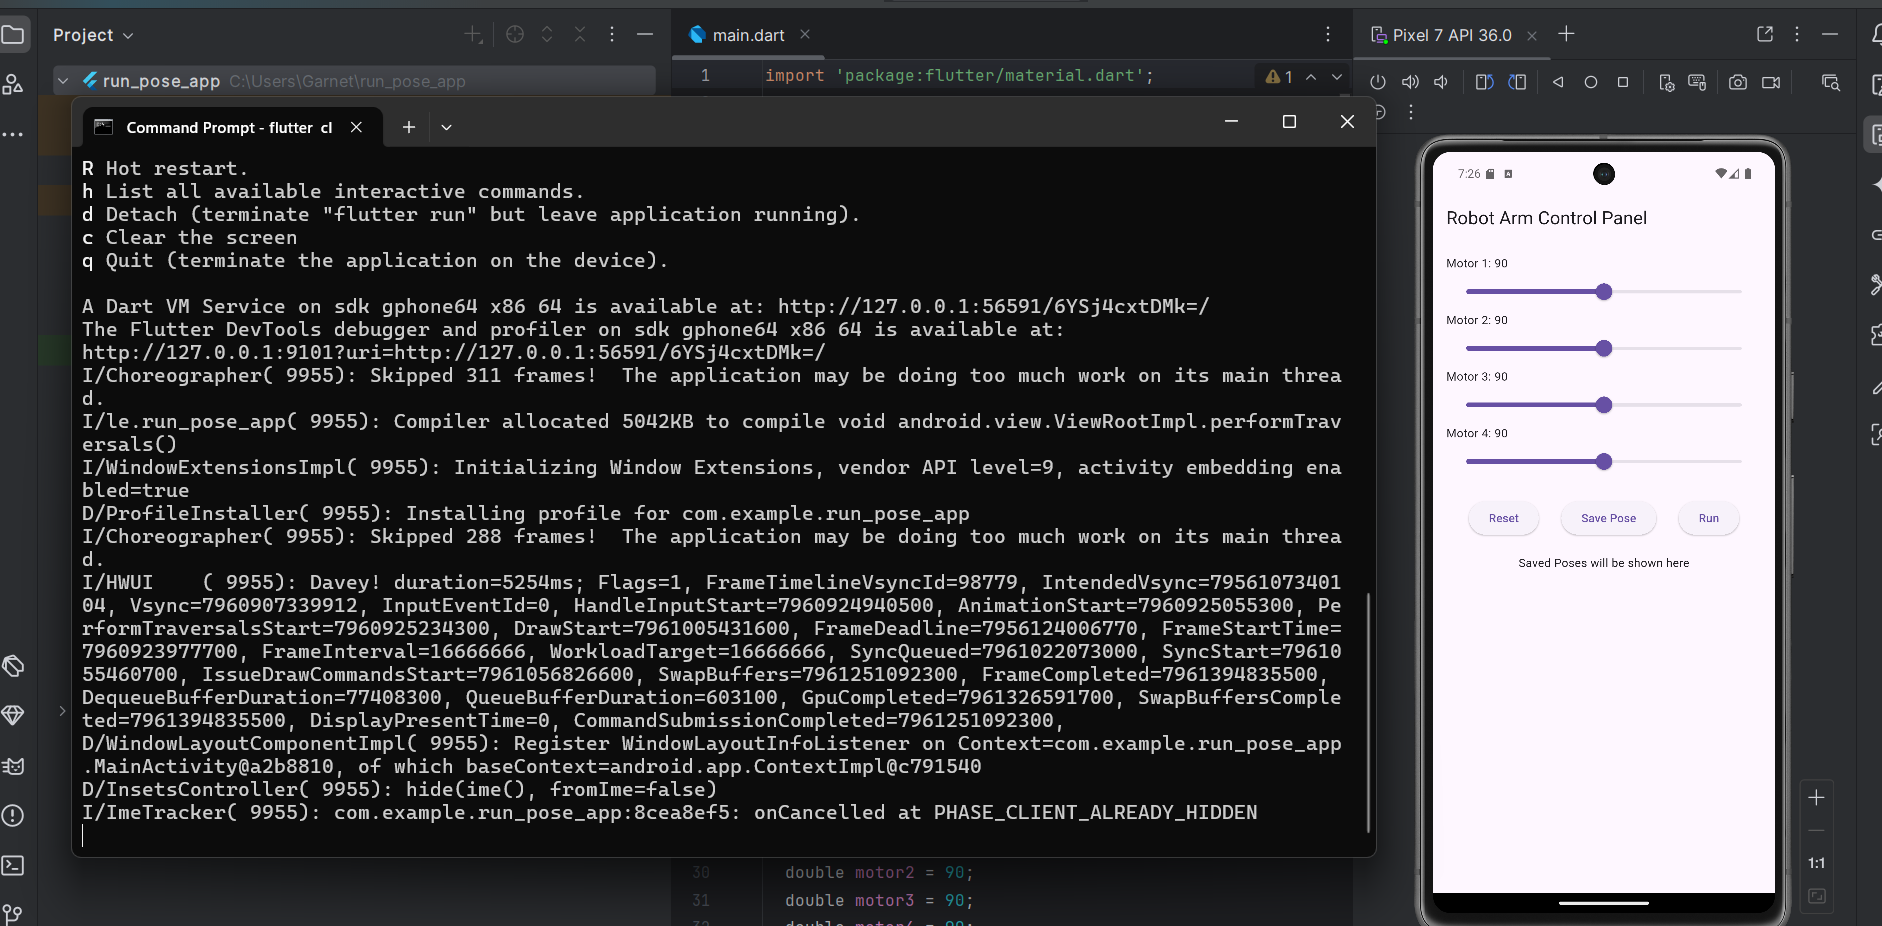 Project
run_pose_app C:\Users\Garnet\run_pose_app
main.dart
1 import 'package:flutter/material.dart';
1
Pixel 7 API 36.0
Command Prompt - flutter cl
R Hot restart.
h List all available interactive commands.
d Detach (terminate "flutter run" but leave application running).
c Clear the screen
q Quit (terminate the application on the device).
A Dart VM Service on sdk gphone64 x86 64 is available at: http://127.0.0.1:56591/6YSj4cxtDMk=/
The Flutter DevTools debugger and profiler on sdk gphone64 x86 64 is available at:
http://127.0.0.1:9101?uri=http://127.0.0.1:56591/6YSj4cxtDMk=/
I/Choreographer( 9955): Skipped 311 frames!  The application may be doing too much work on its main threa
d.
I/le.run_pose_app( 9955): Compiler allocated 5042KB to compile void android.view.ViewRootImpl.performTrav
ersals()
I/WindowExtensionsImpl( 9955): Initializing Window Extensions, vendor API level=9, activity embedding ena
bled=true
D/ProfileInstaller( 9955): Installing profile for com.example.run_pose_app
I/Choreographer( 9955): Skipped 288 frames!  The application may be doing too much work on its main threa
d.
I/HWUI    ( 9955): Davey! duration=5254ms; Flags=1, FrameTimelineVsyncId=98779, IntendedVsync=79561073401
04, Vsync=7960907339912, InputEventId=0, HandleInputStart=7960924940500, AnimationStart=7960925055300, Pe
rformTraversalsStart=7960925234300, DrawStart=7961005431600, FrameDeadline=7956124006770, FrameStartTime=
7960923977700, FrameInterval=16666666, WorkloadTarget=16666666, SyncQueued=7961022073000, SyncStart=79610
55460700, IssueDrawCommandsStart=7961056826600, SwapBuffers=7961251092300, FrameCompleted=7961394835500,
DequeueBufferDuration=77408300, QueueBufferDuration=603100, GpuCompleted=7961326591700, SwapBuffersComple
ted=7961394835500, DisplayPresentTime=0, CommandSubmissionCompleted=7961251092300,
D/WindowLayoutComponentImpl( 9955): Register WindowLayoutInfoListener on Context=com.example.run_pose_app
.MainActivity@a2b8810, of which baseContext=android.app.ContextImpl@c791540
D/InsetsController( 9955): hide(ime(), fromIme=false)
I/ImeTracker( 9955): com.example.run_pose_app:8cea8ef5: onCancelled at PHASE_CLIENT_ALREADY_HIDDEN
30 double motor2 = 90;
31 double motor3 = 90;
7:26
Robot Arm Control Panel
Motor 1: 90
Motor 2: 90
Motor 3: 90
Motor 4: 90
Reset Save Pose Run
Saved Poses will be shown here
1:1